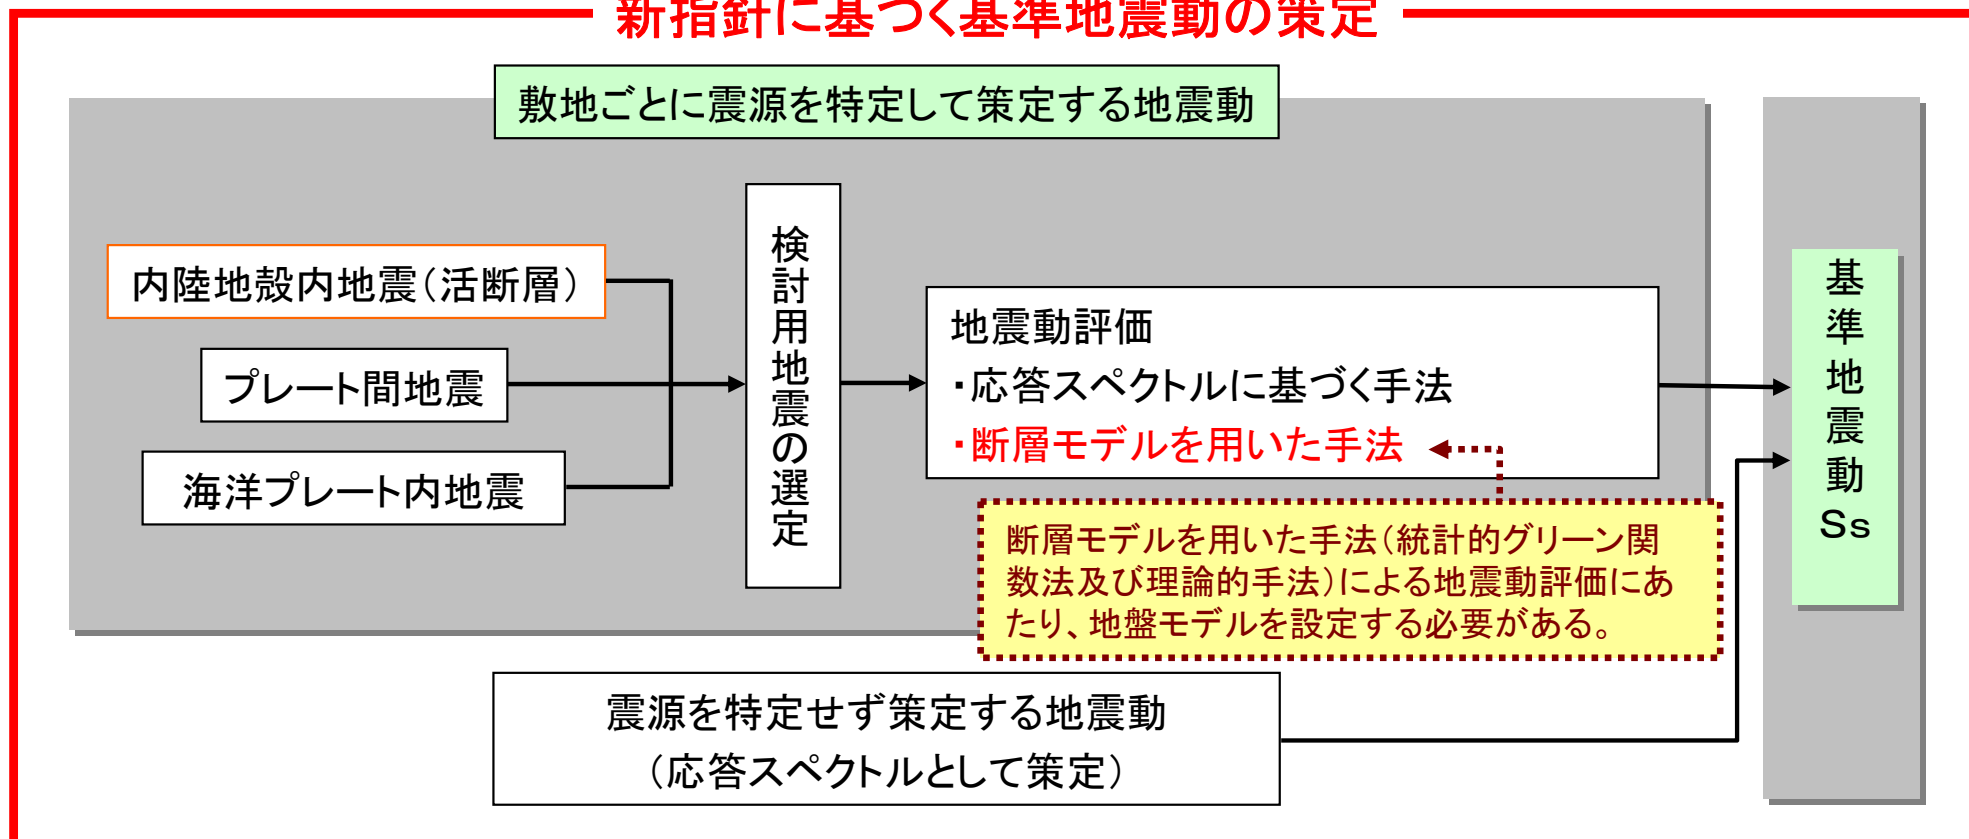 新指針に基づく基準地震動の策定
敷地ごとに震源を特定して策定する地震動
内陸地殻内地震（活断層）
プレート間地震
海洋プレート内地震
検討用地震の選定
地震動評価
・応答スペクトルに基づく手法
・断層モデルを用いた手法
断層モデルを用いた手法（統計的グリーン関
数法及び理論的手法）による地震動評価にあ
たり、地盤モデルを設定する必要がある。
震源を特定せず策定する地震動
（応答スペクトルとして策定）
基準地震動Ss